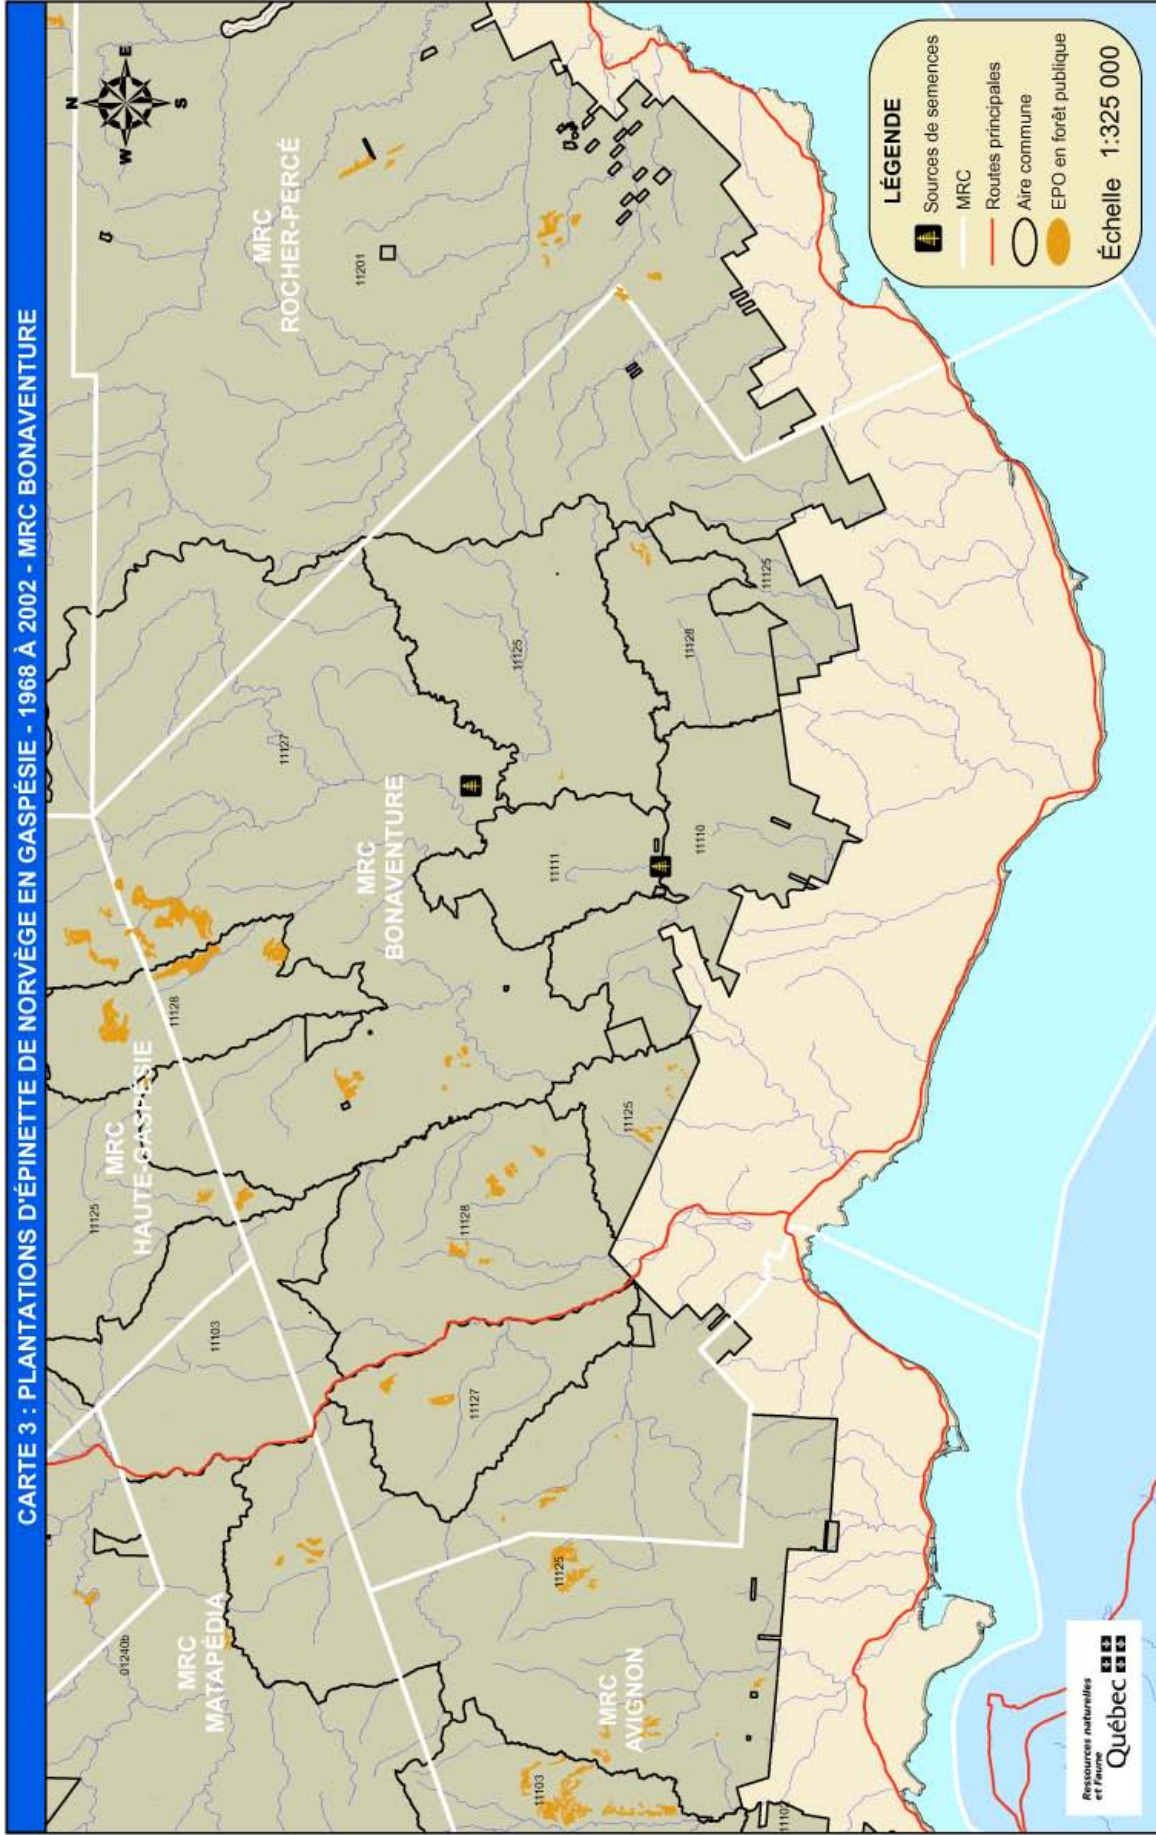 CARTE 3 : PLANTATIONS D'ÉPINETTE DE NORVÈGE EN GASPÉSIE - 1968 À 2002 - MRC BONAVENTURE
N
W
E
S
01240b
MRC
MATAPÉDIA
11103
11125
MRC
HAUTE-GASPÉSIE
11128
11127
MRC
BONAVENTURE
MRC
ROCHER-PERCÉ
11201
11127
11128
11125
11111
11125
11110
11128
11125
11125
MRC
AVIGNON
11103
1110
LÉGENDE
Sources de semences
MRC
Routes principales
Aire commune
EPO en forêt publique
Échelle 1:325 000
Ressources naturelles
et Faune
Québec